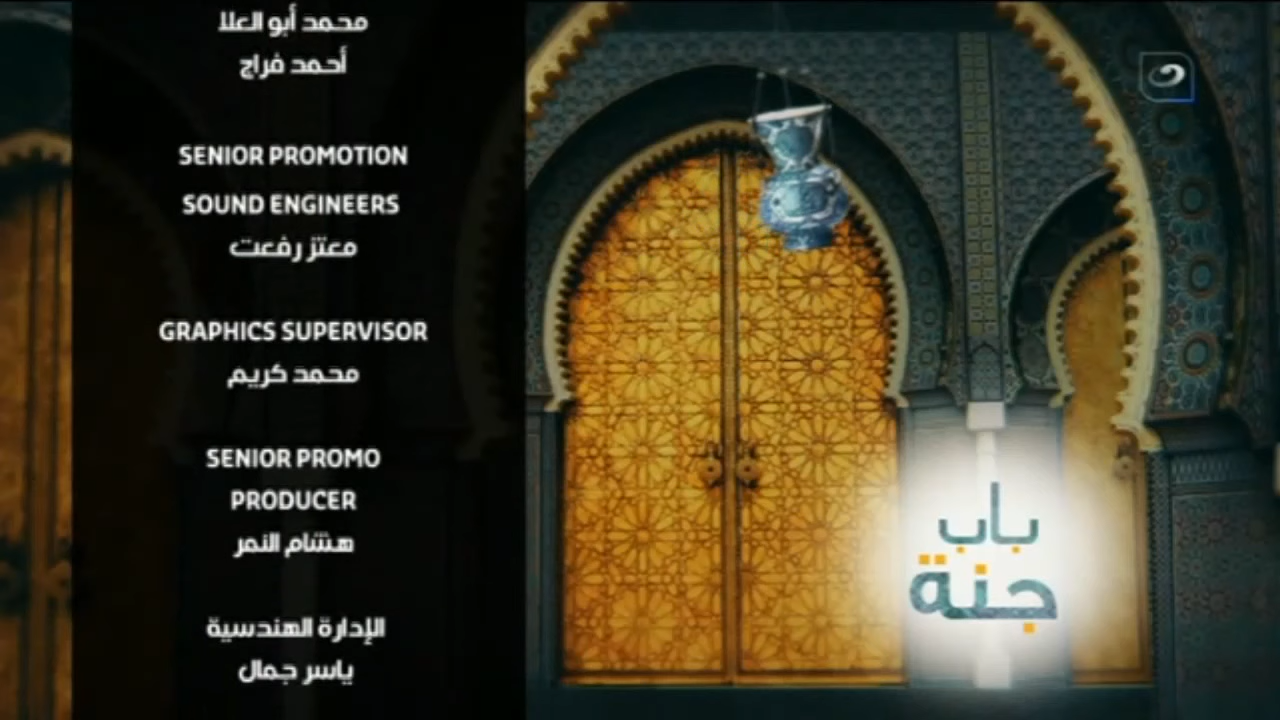 محمد أبو العلا
أحمد فراج
SENIOR PROMOTION
SOUND ENGINEERS
معتز رفعت
GRAPHICS SUPERVISOR
محمد كريم
SENIOR PROMO
PRODUCER
هشام النمر
الإدارة الهندسية
ياسر جمال
باب
جنة